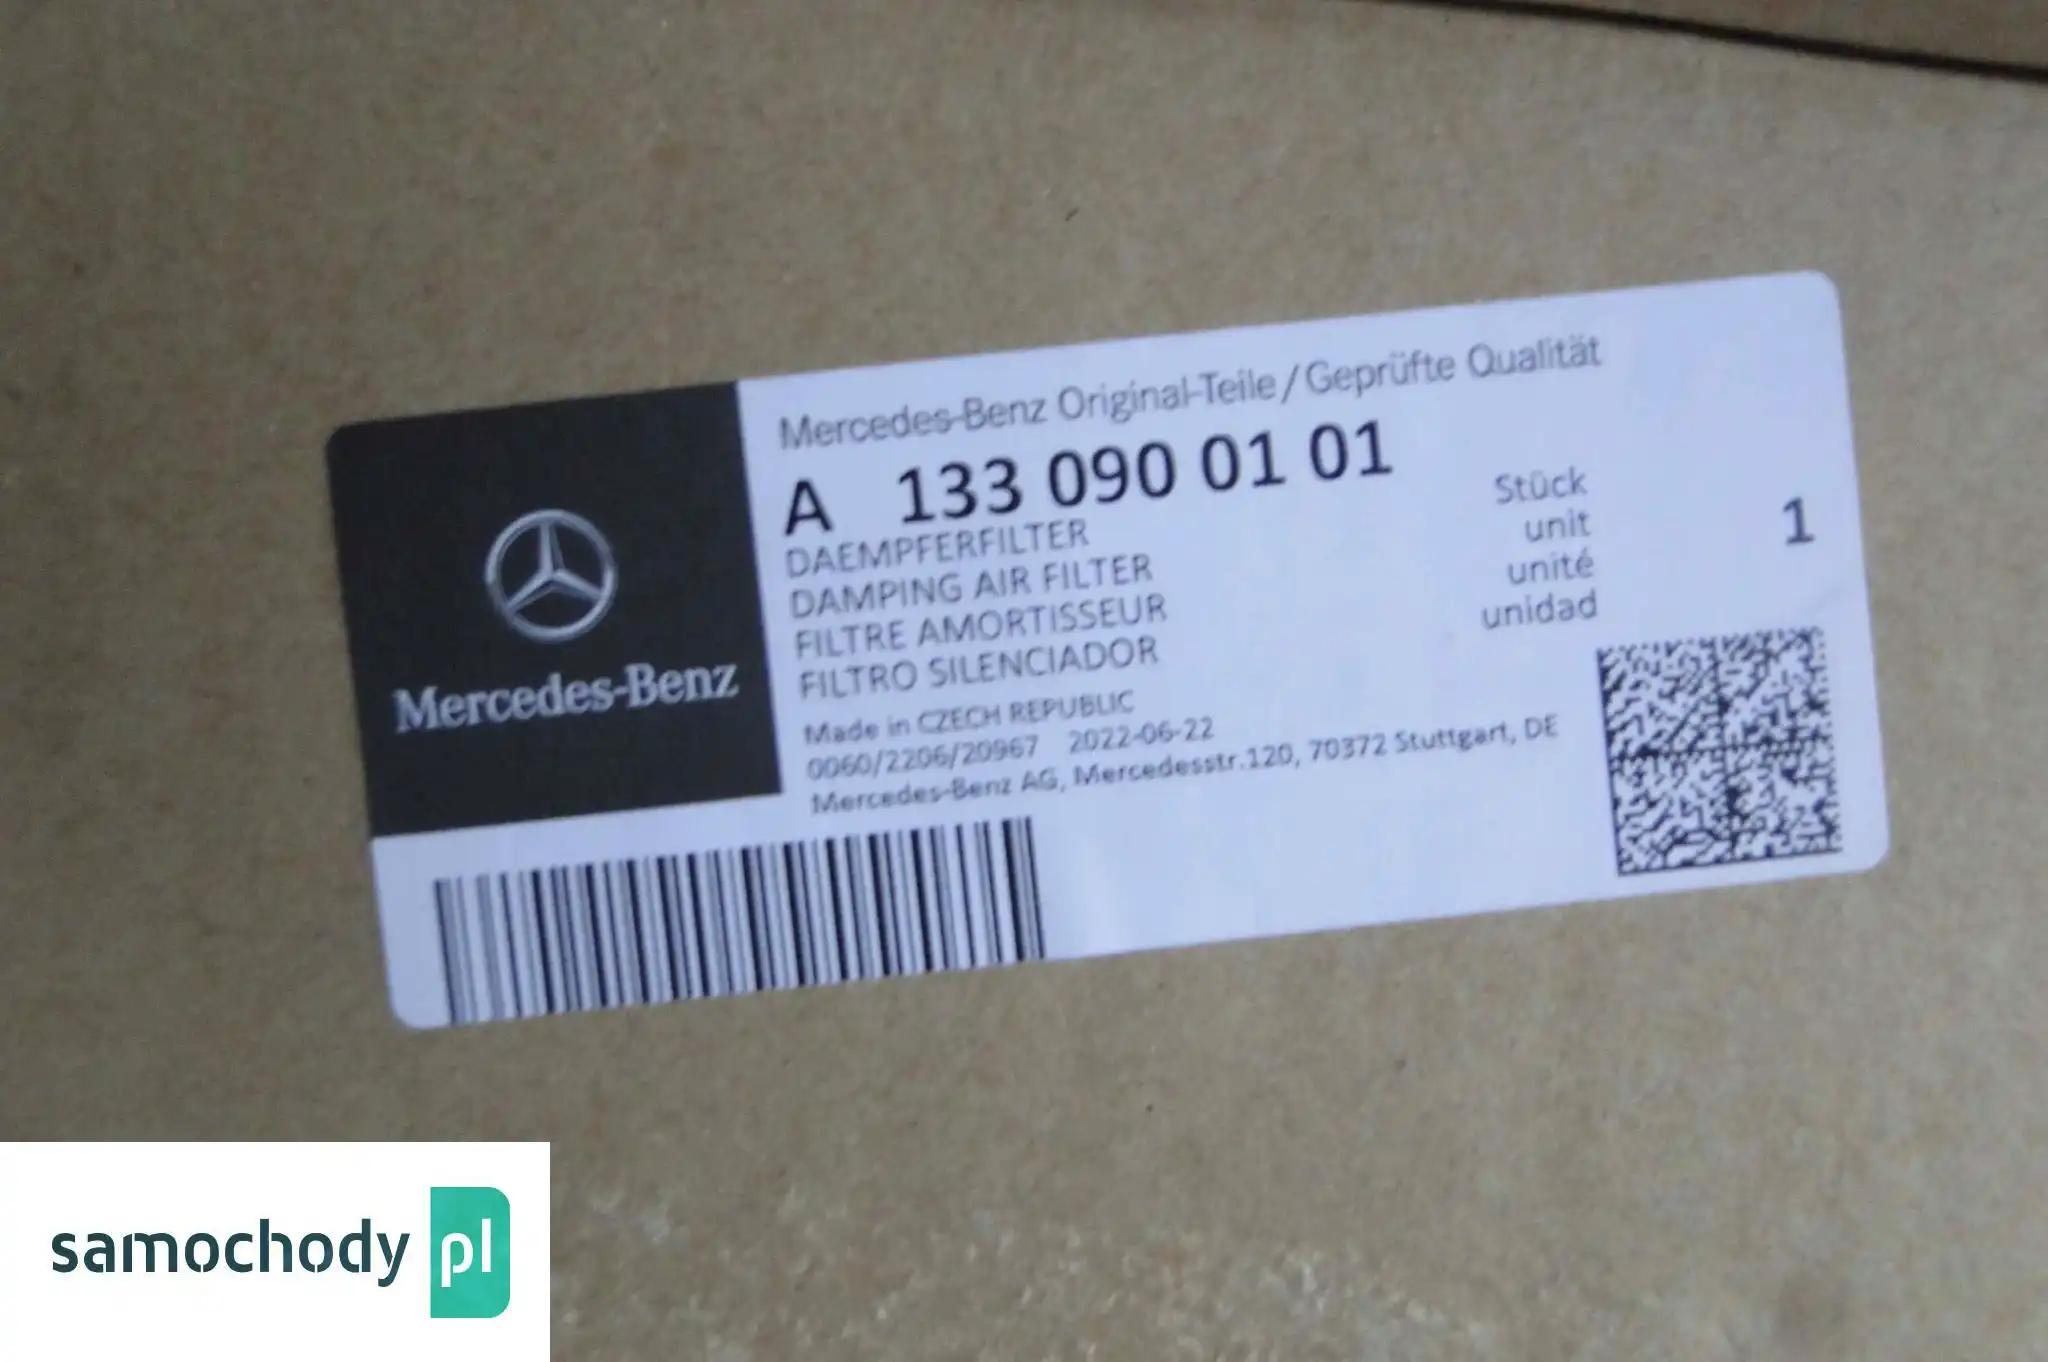 Mercedes-Benz Original-Teile/Geprüfte Qualität
A 133 090 01 01
DAEMPFERFILTER
DAMPING AIR FILTER
FILTRE AMORTISSEUR
FILTRO SILENCIADOR
Stück
unit
unité
unidad
1
Made in CZECH REPUBLIC
0060/2206/20967 2022-06-22
Mercedes-Benz AG, Mercedesstr.120, 70372 Stuttgart, DE
Mercedes-Benz
samochody pl